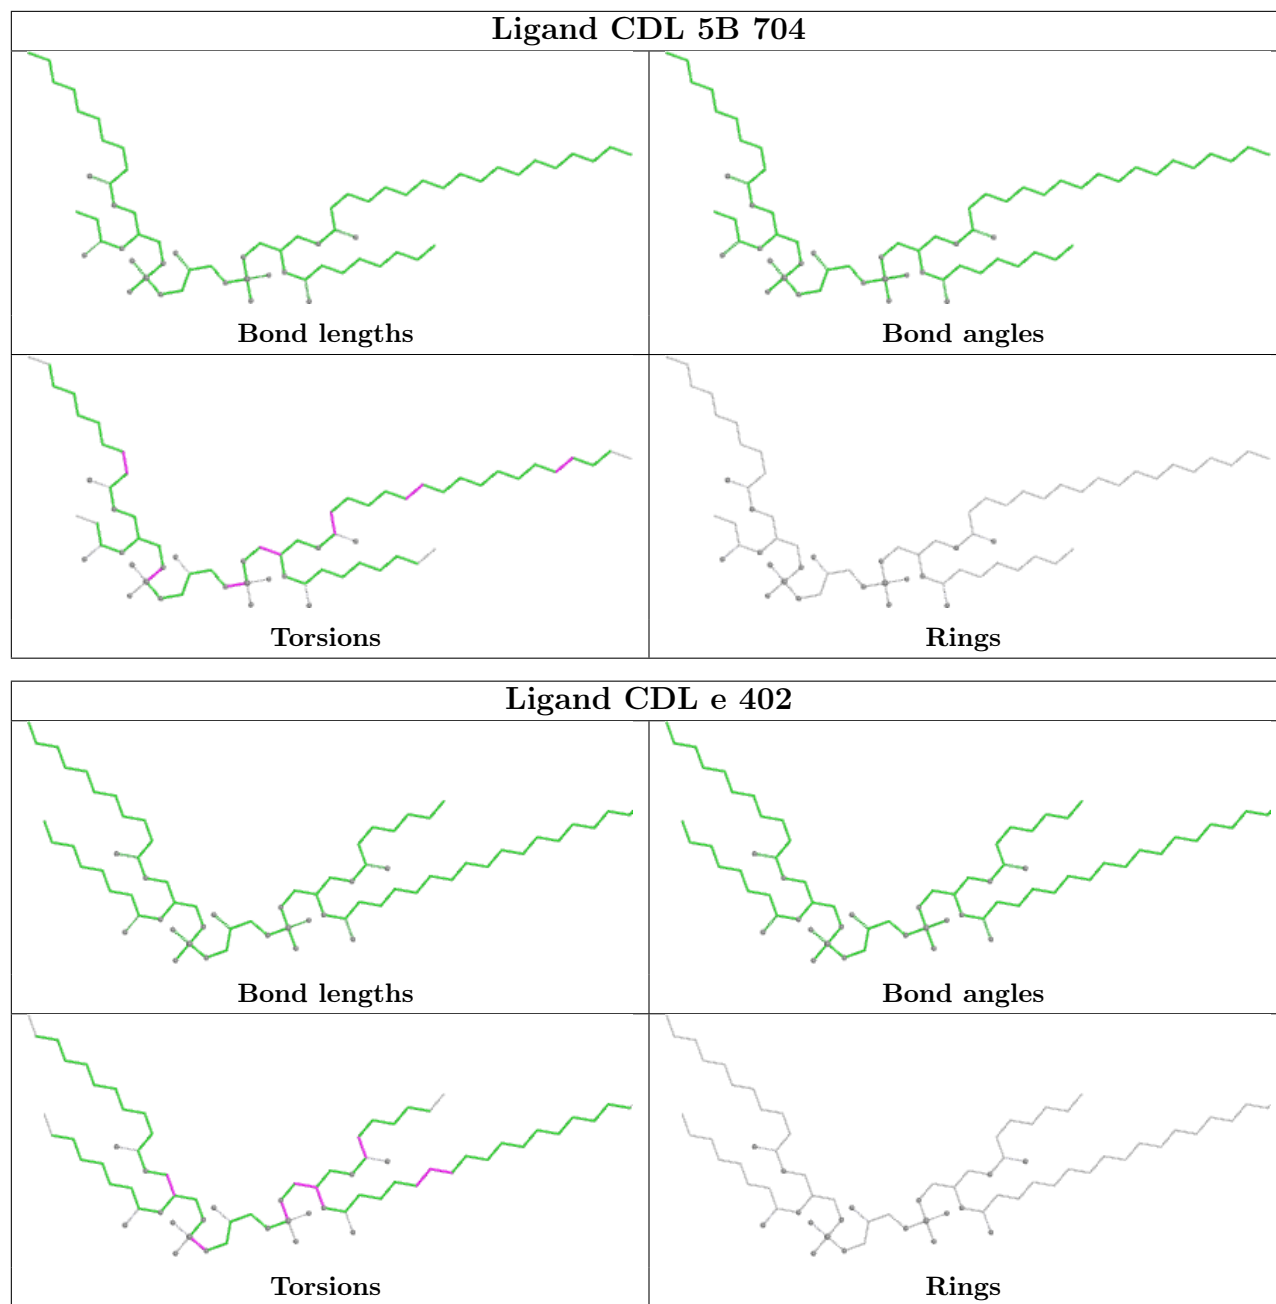 Ligand CDL 5B 704
Bond lengths
Bond angles
Torsions
Rings
Ligand CDL e 402
Bond lengths
Bond angles
Torsions
Rings